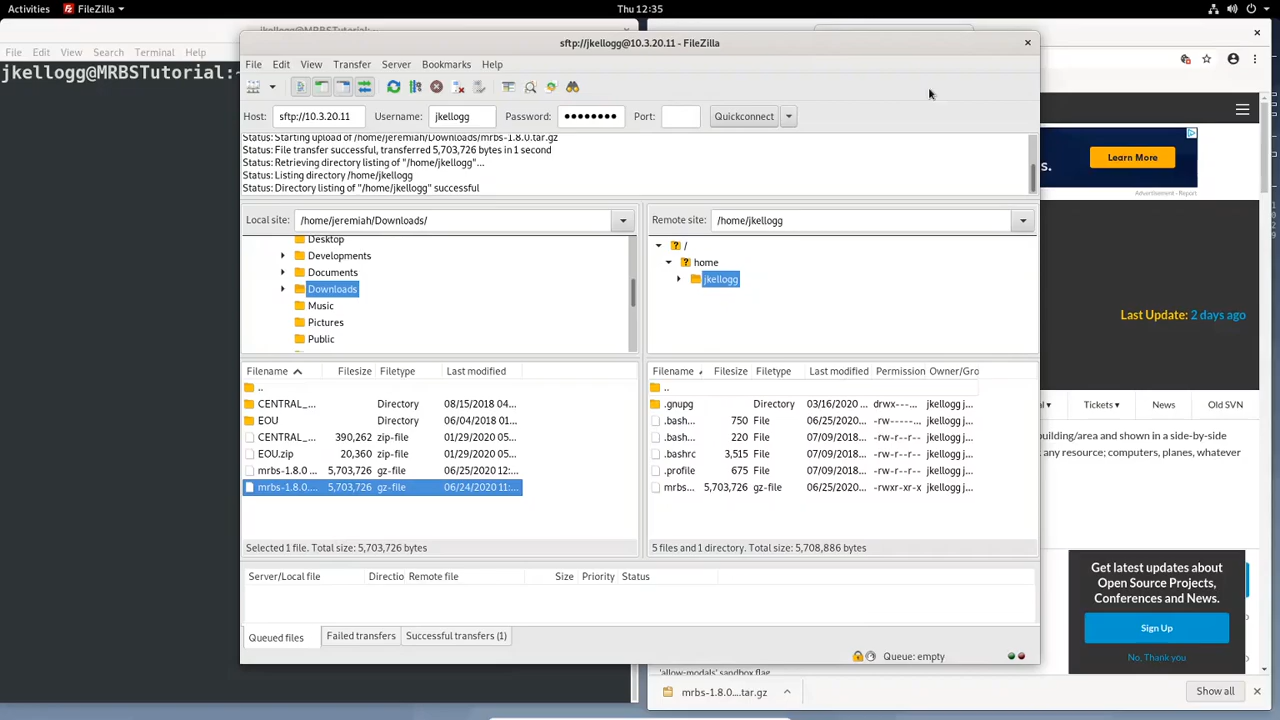 Activities FileZilla Thu 12:35
jkellogg@MRBSTutorial: ~
File Edit View Search Terminal Help
jkellogg@MRBSTutorial:~
sftp://jkellogg@10.3.20.11 - FileZilla
File Edit View Transfer Server Bookmarks Help
Host: sftp://10.3.20.11 Username: jkellogg Password: ●●●●●●●● Port: Quickconnect
Status: Starting upload of /home/jeremiah/Downloads/mrbs-1.8.0.tar.gz
Status: File transfer successful, transferred 5,703,726 bytes in 1 second
Status: Retrieving directory listing of "/home/jkellogg"...
Status: Listing directory /home/jkellogg
Status: Directory listing of "/home/jkellogg" successful
Local site: /home/jeremiah/Downloads/
Desktop
Developments
Documents
Downloads
Music
Pictures
Public
Remote site: /home/jkellogg
/
home
jkellogg
Filename Filesize Filetype Last modified
..
CENTRAL_... Directory 08/15/2018 04...
EOU Directory 06/04/2018 01...
CENTRAL_... 390,262 zip-file 01/29/2020 05...
EOU.zip 20,360 zip-file 01/29/2020 05...
mrbs-1.8.0 ... 5,703,726 gz-file 06/25/2020 12:...
mrbs-1.8.0.... 5,703,726 gz-file 06/24/2020 11:...
Selected 1 file. Total size: 5,703,726 bytes
Filename Filesize Filetype Last modified Permission Owner/Gro
..
.gnupg Directory 03/16/2020 ... drwx---... jkellogg j...
.bash... 750 File 06/25/2020... -rw-----... jkellogg j...
.bash... 220 File 07/09/2018... -rw-r--r-- jkellogg j...
.bashrc 3,515 File 07/09/2018... -rw-r--r-- jkellogg j...
.profile 675 File 07/09/2018... -rw-r--r-- jkellogg j...
mrbs... 5,703,726 gz-file 06/25/2020... -rwxr-xr-x jkellogg j...
5 files and 1 directory. Total size: 5,708,886 bytes
Server/Local file Directio Remote file Size Priority Status
Queued files Failed transfers Successful transfers (1)
Queue: empty
s. Learn More
Advertisement - Report
Last Update: 2 days ago
Tickets News Old SVN
building/area and shown in a side-by-side
any resource; computers, planes, whatever
Get latest updates about
Open Source Projects,
Conferences and News.
Sign Up
No, Thank you
'allow-modals' sandbox flag
mrbs-1.8.0....tar.gz Show all